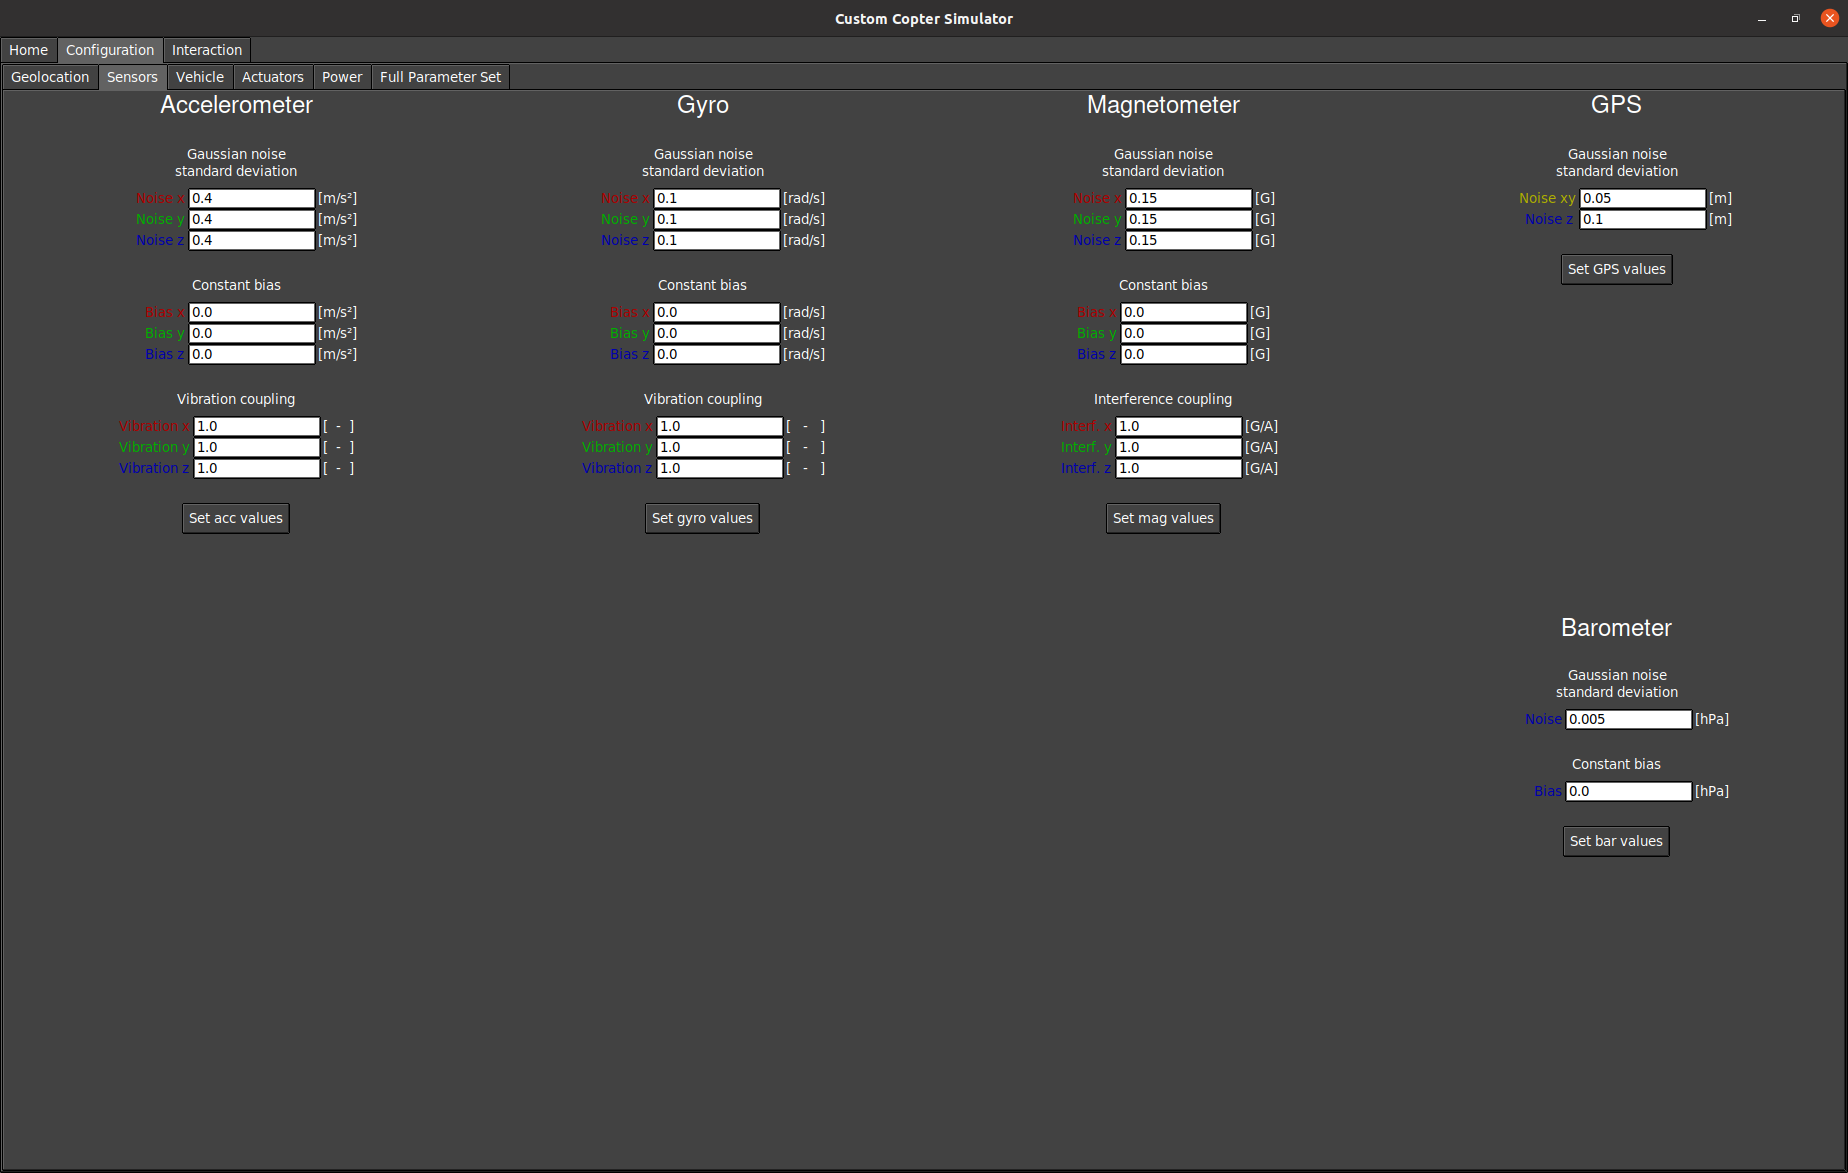 Custom Copter Simulator
Home Configuration Interaction
Geolocation Sensors Vehicle Actuators Power Full Parameter Set
Accelerometer
Gaussian noise
standard deviation
Noise x 0.4 [m/s²]
Noise y 0.4 [m/s²]
Noise z 0.4 [m/s²]
Constant bias
Bias x 0.0 [m/s²]
Bias y 0.0 [m/s²]
Bias z 0.0 [m/s²]
Vibration coupling
Vibration x 1.0 [ - ]
Vibration y 1.0 [ - ]
Vibration z 1.0 [ - ]
Set acc values
Gyro
Gaussian noise
standard deviation
Noise x 0.1 [rad/s]
Noise y 0.1 [rad/s]
Noise z 0.1 [rad/s]
Constant bias
Bias x 0.0 [rad/s]
Bias y 0.0 [rad/s]
Bias z 0.0 [rad/s]
Vibration coupling
Vibration x 1.0 [ - ]
Vibration y 1.0 [ - ]
Vibration z 1.0 [ - ]
Set gyro values
Magnetometer
Gaussian noise
standard deviation
Noise x 0.15 [G]
Noise y 0.15 [G]
Noise z 0.15 [G]
Constant bias
Bias x 0.0 [G]
Bias y 0.0 [G]
Bias z 0.0 [G]
Interference coupling
Interf. x 1.0 [G/A]
Interf. y 1.0 [G/A]
Interf. z 1.0 [G/A]
Set mag values
GPS
Gaussian noise
standard deviation
Noise xy 0.05 [m]
Noise z 0.1 [m]
Set GPS values
Barometer
Gaussian noise
standard deviation
Noise 0.005 [hPa]
Constant bias
Bias 0.0 [hPa]
Set bar values